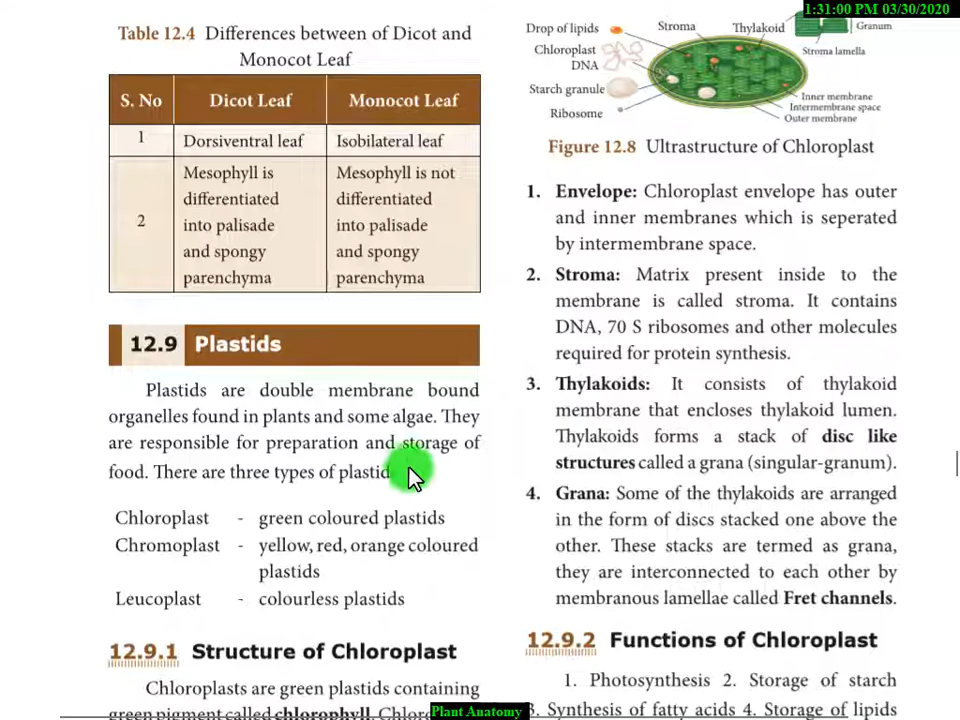 1:31:00 PM 03/30/2020
Table 12.4 Differences between of Dicot and
Monocot Leaf
S. No Dicot Leaf Monocot Leaf
1 Dorsiventral leaf Isobilateral leaf
2 Mesophyll is differentiated into palisade and spongy parenchyma Mesophyll is not differentiated into palisade and spongy parenchyma
12.9 Plastids
Plastids are double membrane bound
organelles found in plants and some algae. They
are responsible for preparation and storage of
food. There are three types of plastid
Chloroplast - green coloured plastids
Chromoplast - yellow, red, orange coloured
plastids
Leucoplast - colourless plastids
12.9.1 Structure of Chloroplast
Chloroplasts are green plastids containing
green pigment called chlorophyll.
Drop of lipids
Stroma
Thylakoid
Granum
Chloroplast
DNA
Stroma lamella
Starch granule
Ribosome
Inner membrane
Intermembrane space
Outer membrane
Figure 12.8 Ultrastructure of Chloroplast
1. Envelope: Chloroplast envelope has outer
and inner membranes which is seperated
by intermembrane space.
2. Stroma: Matrix present inside to the
membrane is called stroma. It contains
DNA, 70 S ribosomes and other molecules
required for protein synthesis.
3. Thylakoids: It consists of thylakoid
membrane that encloses thylakoid lumen.
Thylakoids forms a stack of disc like
structures called a grana (singular-granum).
4. Grana: Some of the thylakoids are arranged
in the form of discs stacked one above the
other. These stacks are termed as grana,
they are interconnected to each other by
membranous lamellae called Fret channels.
12.9.2 Functions of Chloroplast
1. Photosynthesis 2. Storage of starch
3. Synthesis of fatty acids 4. Storage of lipids
Plant Anatomy